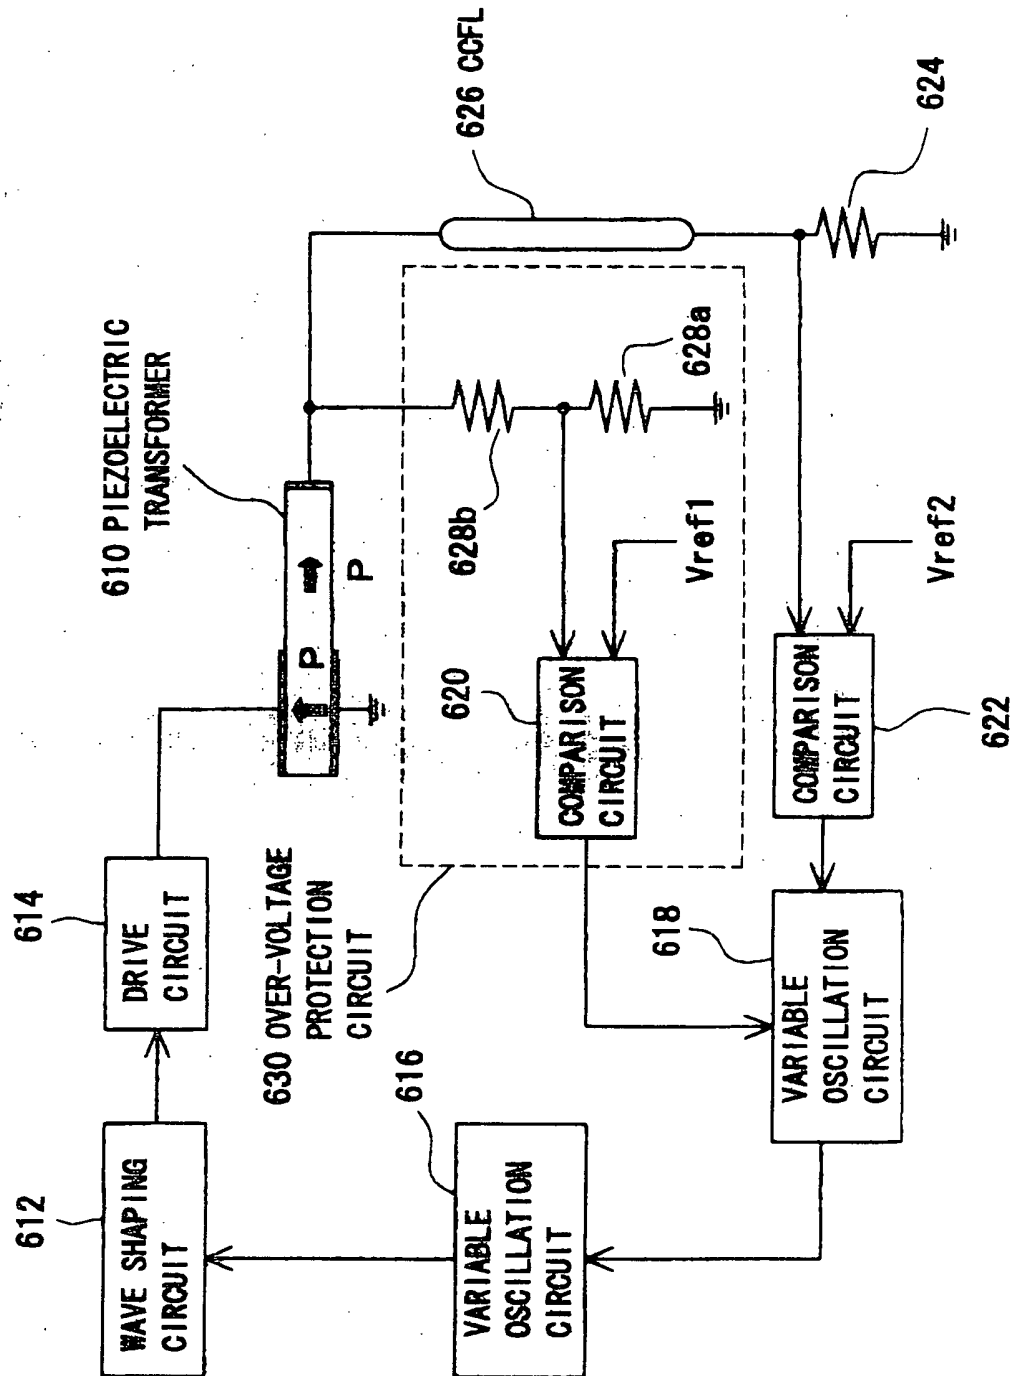 612
WAVE SHAPING
CIRCUIT
614
DRIVE
CIRCUIT
610 PIEZOELECTRIC
TRANSFORMER
P
P
626 CCFL
630 OVER-VOLTAGE
PROTECTION
CIRCUIT
628b
628a
620
COMPARISON
CIRCUIT
Vref1
624
616
VARIABLE
OSCILLATION
CIRCUIT
618
VARIABLE
OSCILLATION
CIRCUIT
COMPARISON
CIRCUIT
622
Vref2